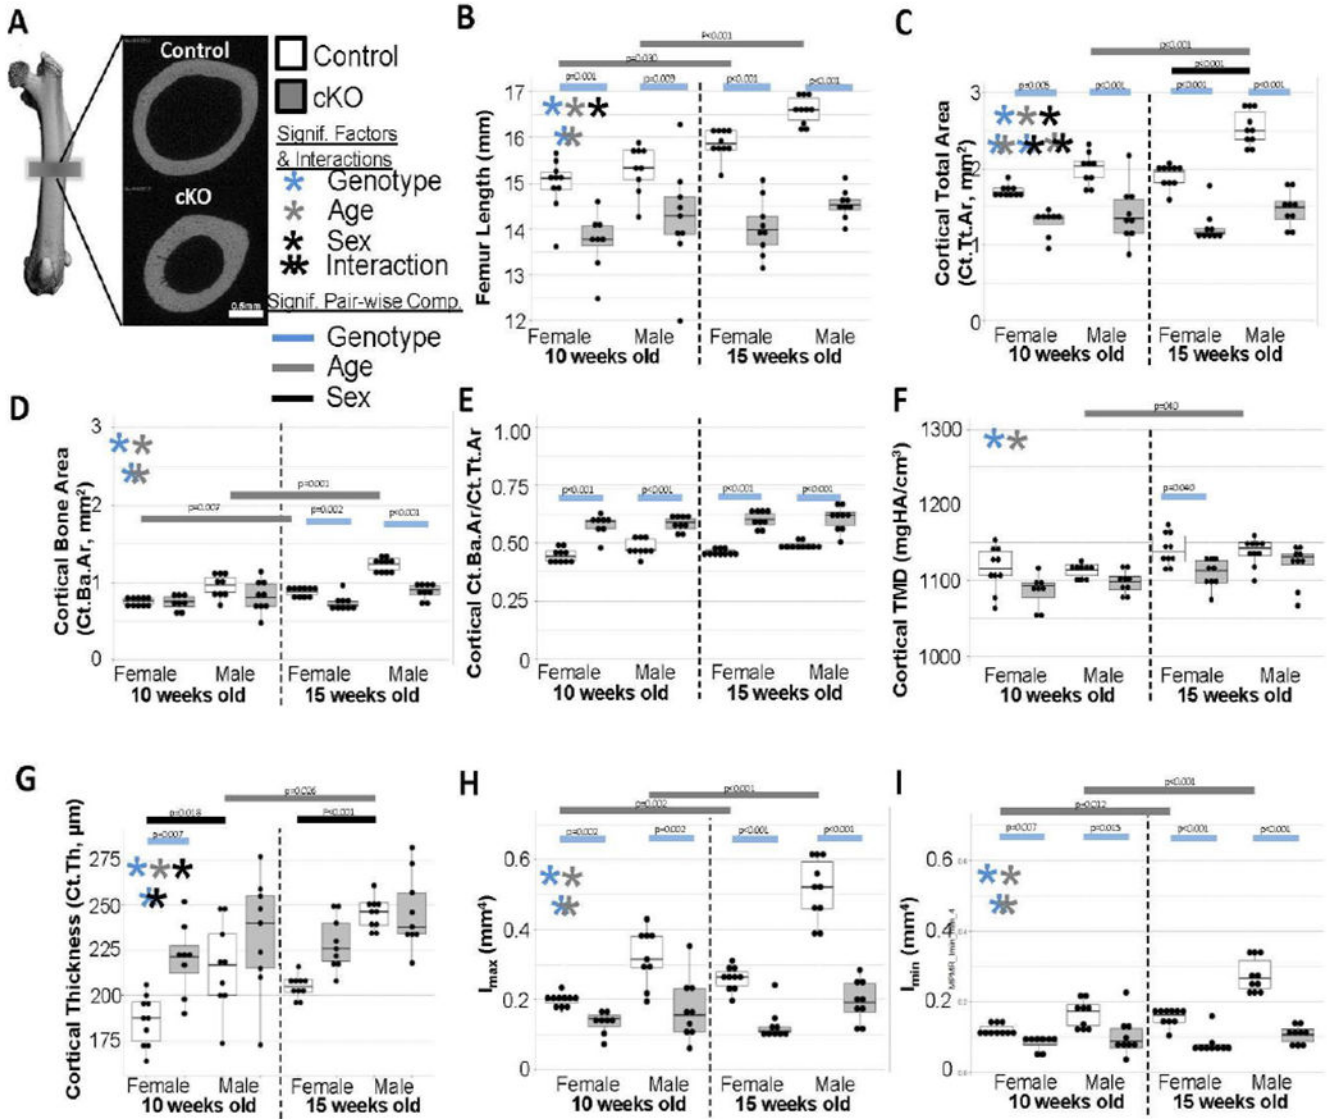 A
Control
cKO
0.5mm
Control
cKO
Signif. Factors
& Interactions
Genotype
Age
Sex
Interaction
Signif. Pair-wise Comp.
Genotype
Age
Sex
B
P<0.001
p=0.030
p<0.001
p=0.009
p<0.001
p<0.001
Femur Length (mm)
17
16
15
14
13
12
Female
Male
Female
Male
10 weeks old
15 weeks old
C
p<0.001
p<0.001
p=0.005
p<0.001
p<0.001
p<0.001
Cortical Total Area
(Ct.Tt.Ar, mm²)
3
2
1
0
Female
Male
Female
Male
10 weeks old
15 weeks old
D
p=0.001
p=0.007
p=0.002
p<0.001
Cortical Bone Area
(Ct.Ba.Ar, mm²)
3
2
1
0
Female
Male
Female
Male
10 weeks old
15 weeks old
E
p<0.001
p<0.001
p<0.001
p<0.001
Cortical Ct.Ba.Ar/Ct.Tt.Ar
1.00
0.75
0.50
0.25
0
Female
Male
Female
Male
10 weeks old
15 weeks old
F
p=040
p=0.040
Cortical TMID (mgHA/cm³)
1300
1200
1100
1000
Female
Male
Female
Male
10 weeks old
15 weeks old
G
p=0.026
p=0.018
P<0.001
p=0.007
Cortical Thickness (Ct.Th, µm)
275
250
225
200
175
Female
Male
Female
Male
10 weeks old
15 weeks old
H
p<0.001
p=0.002
p=0.002
p=0.002
p<0.001
p<0.001
Imax (mm⁴)
0.6
0.4
0.2
0
Female
Male
Female
Male
10 weeks old
15 weeks old
I
p<0.001
p=0.012
p=0.007
p=0.015
p<0.001
p<0.001
Imin (mm⁴)
0.6
0.4
0.2
0
Female
Male
Female
Male
10 weeks old
15 weeks old